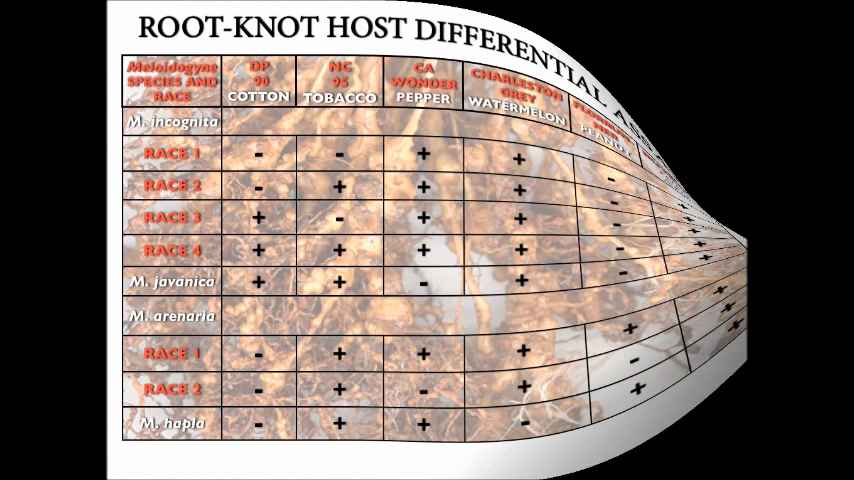 ROOT-KNOT HOST DIFFERENTIAL
Meloidogyne SPECIES AND RACE DP 90 COTTON NC 95 TOBACCO CA WONDER PEPPER CHARLESTON GREY WATERMELON PEANUT
M. incognita
RACE 1 - - + + -
RACE 2 - + + + -
RACE 3 + - + + -
RACE 4 + + + + -
M. javanica + + - + -
M. arenaria
RACE 1 - + + + +
RACE 2 - + - + -
M. hapla - + + - +